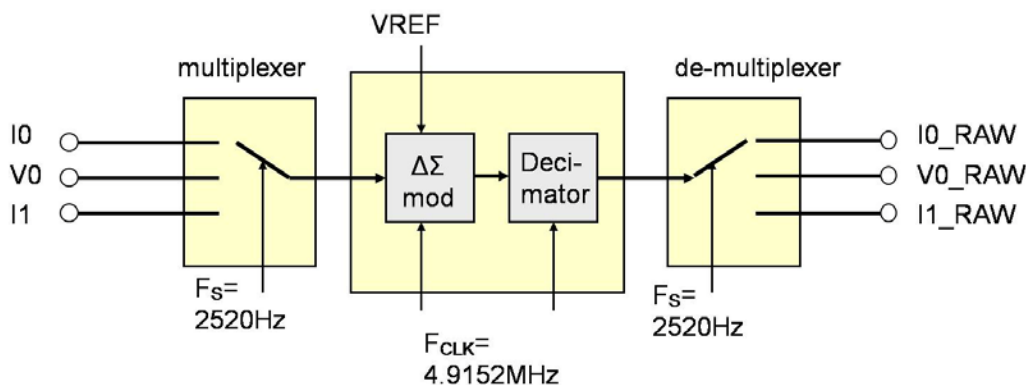 VREF
multiplexer
de-multiplexer
I0
V0
I1
ΔΣ
mod
Deci-
mator
I0_RAW
V0_RAW
I1_RAW
FS=
2520Hz
FCLK=
4.9152MHz
FS=
2520Hz